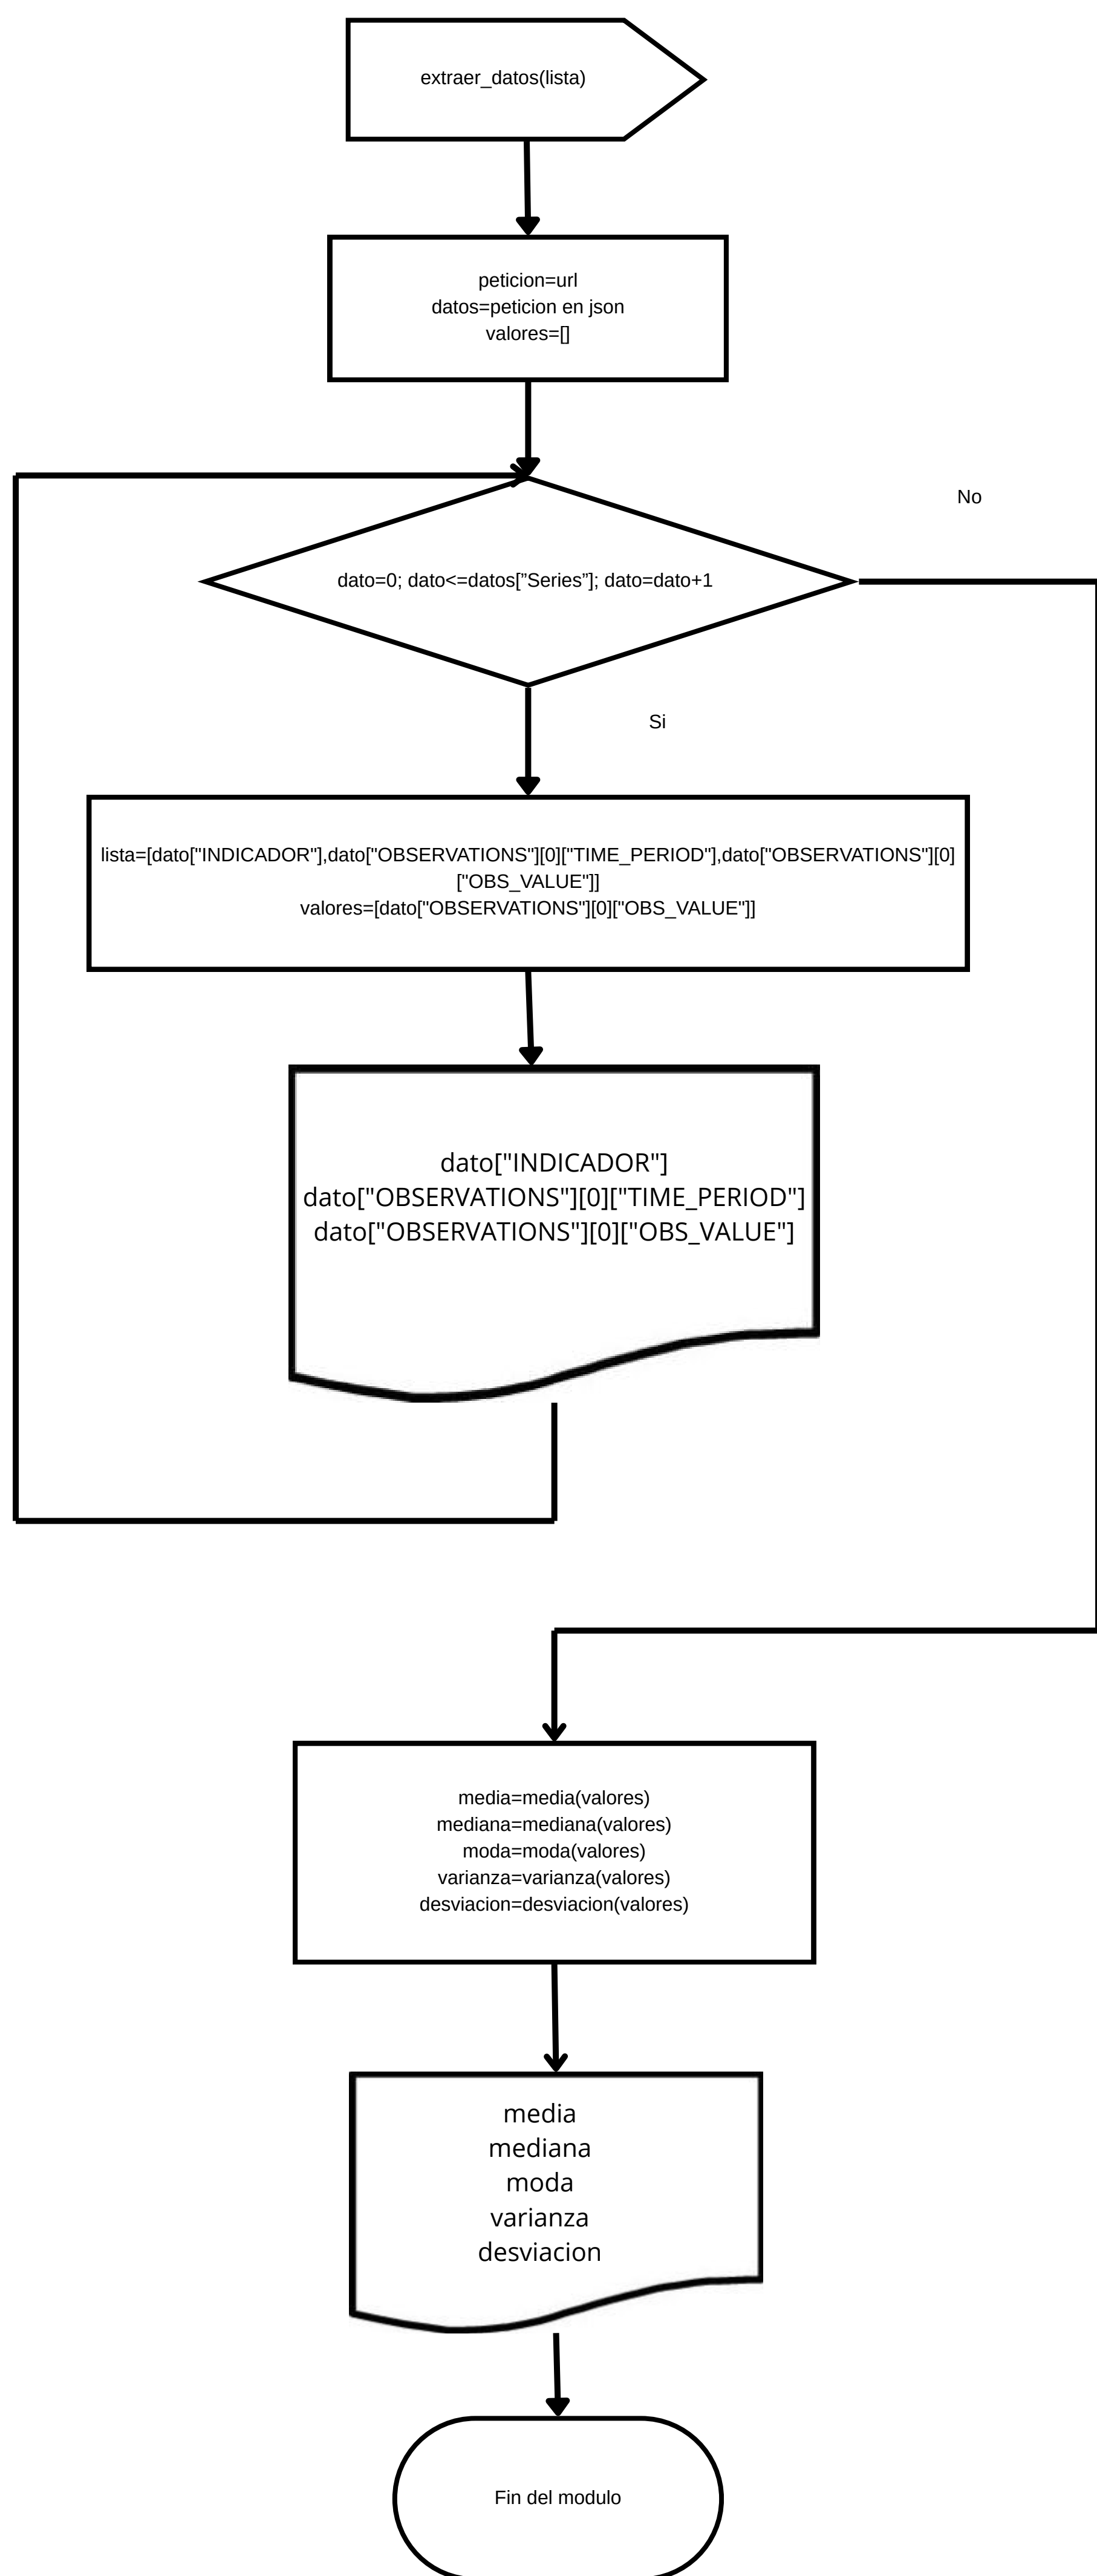 extraer_datos(lista)
peticion=url
datos=peticion en json
valores=[]
No
dato=0; dato<=datos[”Series”]; dato=dato+1
Si
lista=[dato["INDICADOR"],dato["OBSERVATIONS"][0]["TIME_PERIOD"],dato["OBSERVATIONS"][0]
["OBS_VALUE"]]
valores=[dato["OBSERVATIONS"][0]["OBS_VALUE"]]
dato["INDICADOR"]
dato["OBSERVATIONS"][0]["TIME_PERIOD"]
dato["OBSERVATIONS"][0]["OBS_VALUE"]
media=media(valores)
mediana=mediana(valores)
moda=moda(valores)
varianza=varianza(valores)
desviacion=desviacion(valores)
media
mediana
moda
varianza
desviacion
Fin del modulo